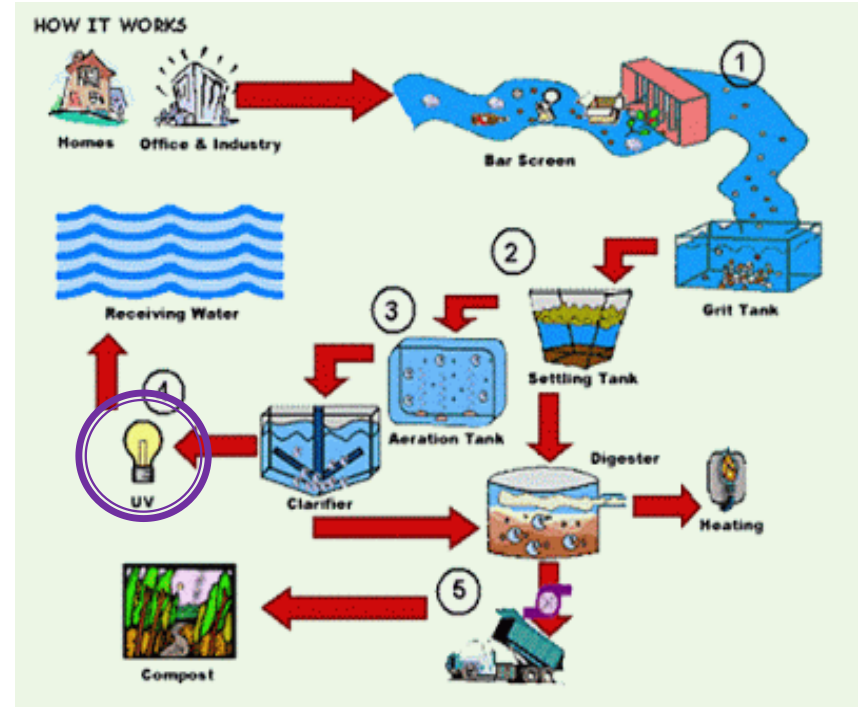 HOW IT WORKS
1
Homes
Office & Industry
Bar Screen
2
3
Receiving Water
Grit Tank
4
Settling Tank
Aeration Tank
Digester
UV
Clarifier
Heating
5
Compost